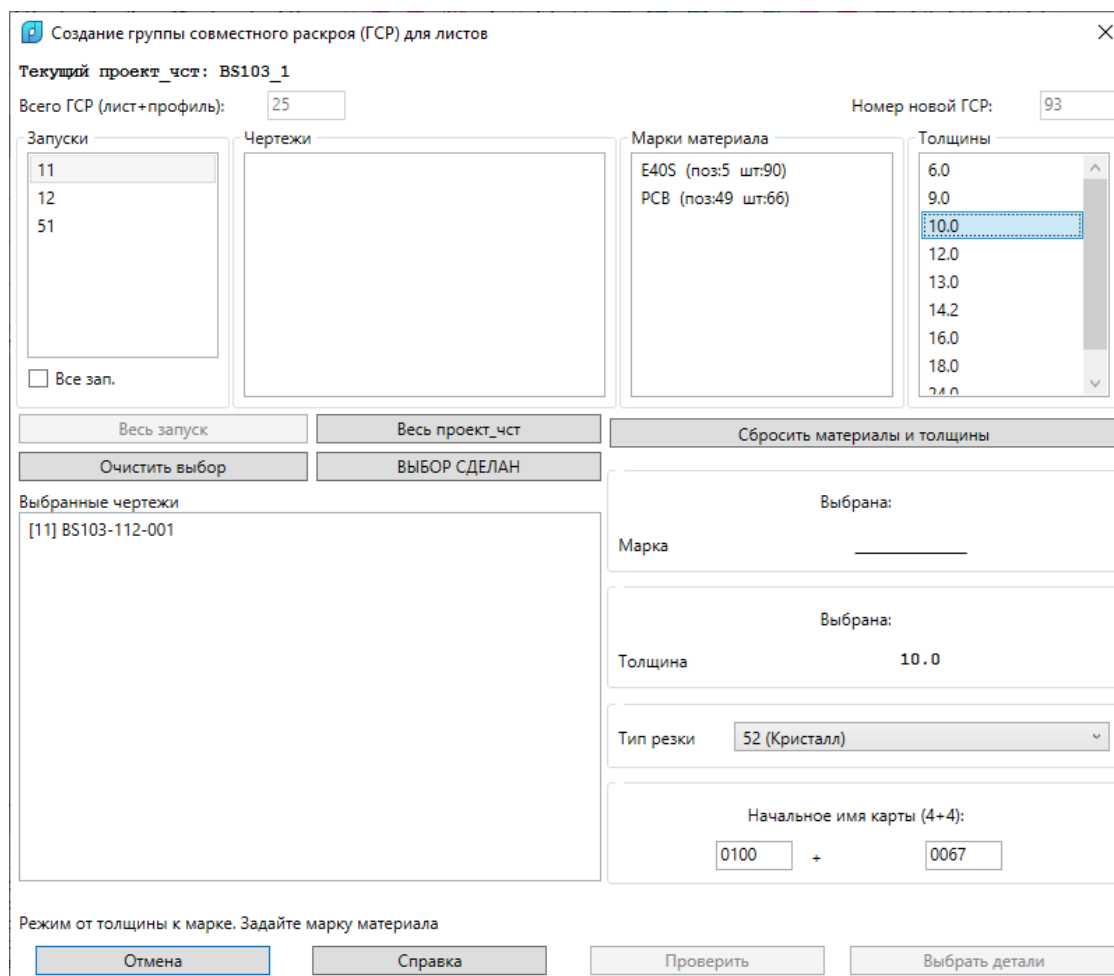 Создание группы совместного раскроя (ГСР) для листов
Текущий проект_чст: BS103_1
Всего ГСР (лист+профиль): 25 Номер новой ГСР: 93
Запуски Чертежи Марки материала Толщины
11 E40S (поз:5 шт:90) 6.0
12 PCB (поз:49 шт:66) 9.0
51 10.0
12.0
13.0
14.2
16.0
18.0
24.0
Все зап.
Весь запуск Весь проект_чст Сбросить материалы и толщины
Очистить выбор ВЫБОР СДЕЛАН
Выбранные чертежи
[11] BS103-112-001
Выбрана:
Марка
Выбрана:
Толщина 10.0
Тип резки 52 (Кристалл)
Начальное имя карты (4+4):
0100 + 0067
Режим от толщины к марке. Задайте марку материала
Отмена Справка Проверить Выбрать детали